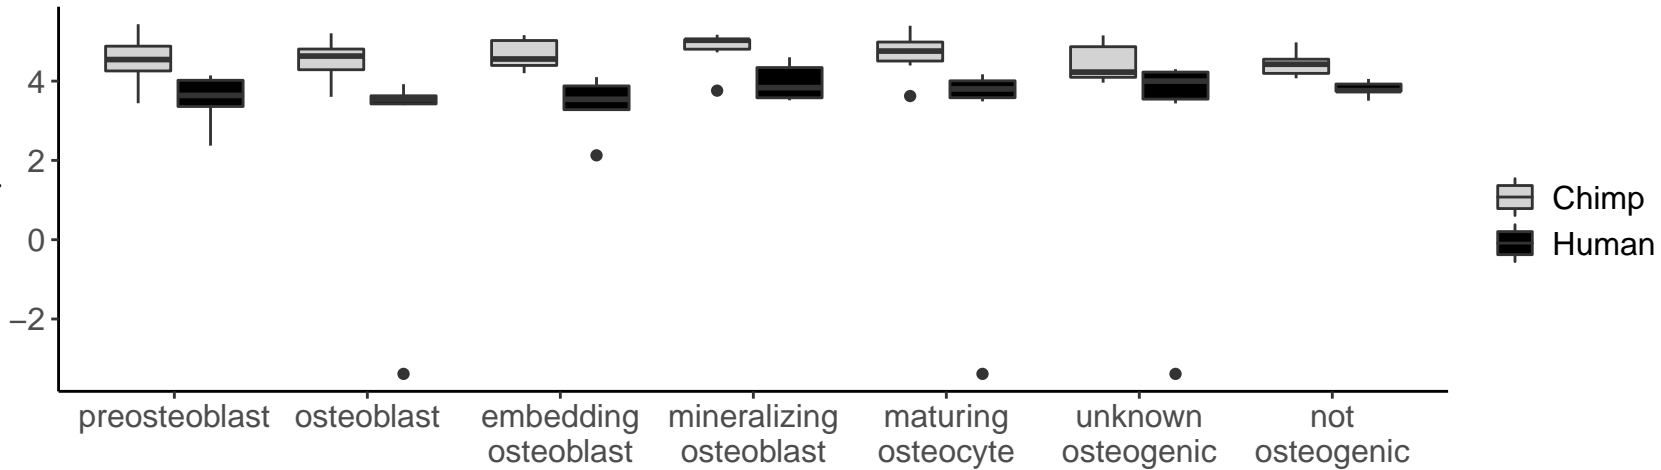 4
2
0
−2
preosteoblast osteoblast embedding mineralizing maturing unknown not
osteoblast osteoblast osteocyte osteogenic osteogenic
Chimp
Human